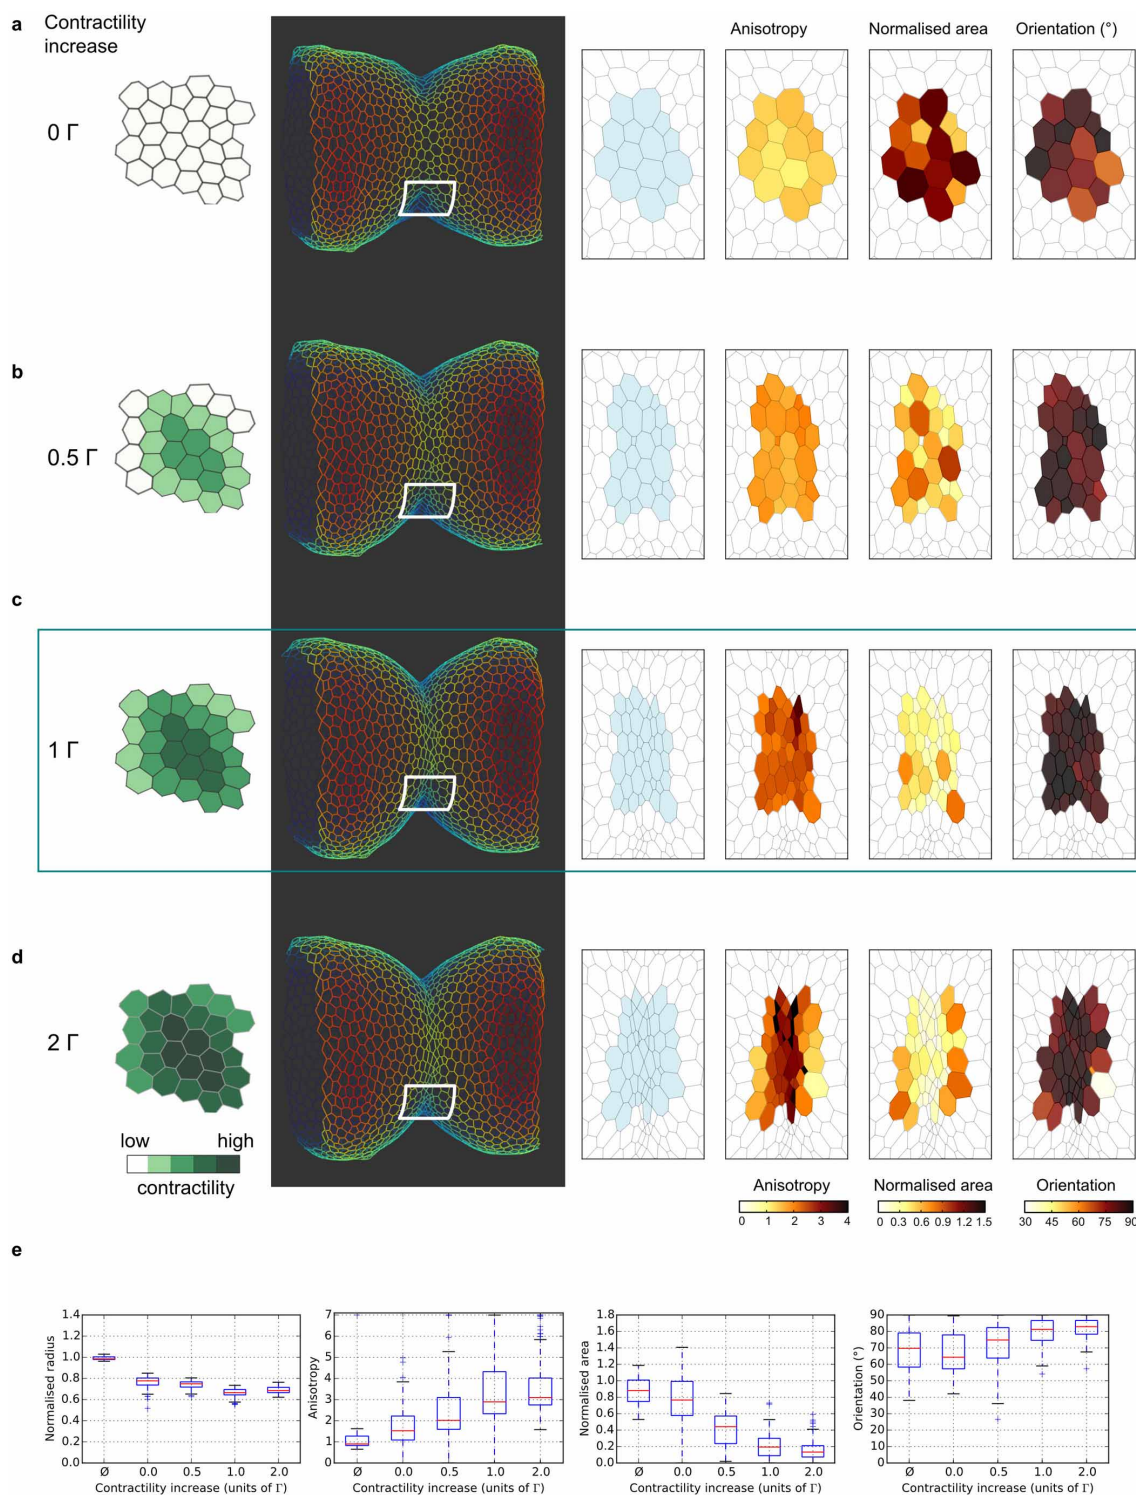 a
Contractility
increase
Anisotropy
Normalised area
Orientation (°)
0 Γ
b
0.5 Γ
c
1 Γ
d
2 Γ
low
high
contractility
Anisotropy
Normalised area
Orientation
0 1 2 3 4
0 0.3 0.6 0.9 1.2 1.5
30 45 60 75 90
e
1.4
1.2
1.0
0.8
0.6
0.4
0.2
0.0
Normalised radius
Ø 0.0 0.5 1.0 2.0
Contractility increase (units of Γ)
7
6
5
4
3
2
1
0
Anisotropy
Ø 0.0 0.5 1.0 2.0
Contractility increase (units of Γ)
1.8
1.6
1.4
1.2
1.0
0.8
0.6
0.4
0.2
0.0
Normalised area
Ø 0.0 0.5 1.0 2.0
Contractility increase (units of Γ)
90
80
70
60
50
40
30
20
10
0
Orientation (°)
Ø 0.0 0.5 1.0 2.0
Contractility increase (units of Γ)